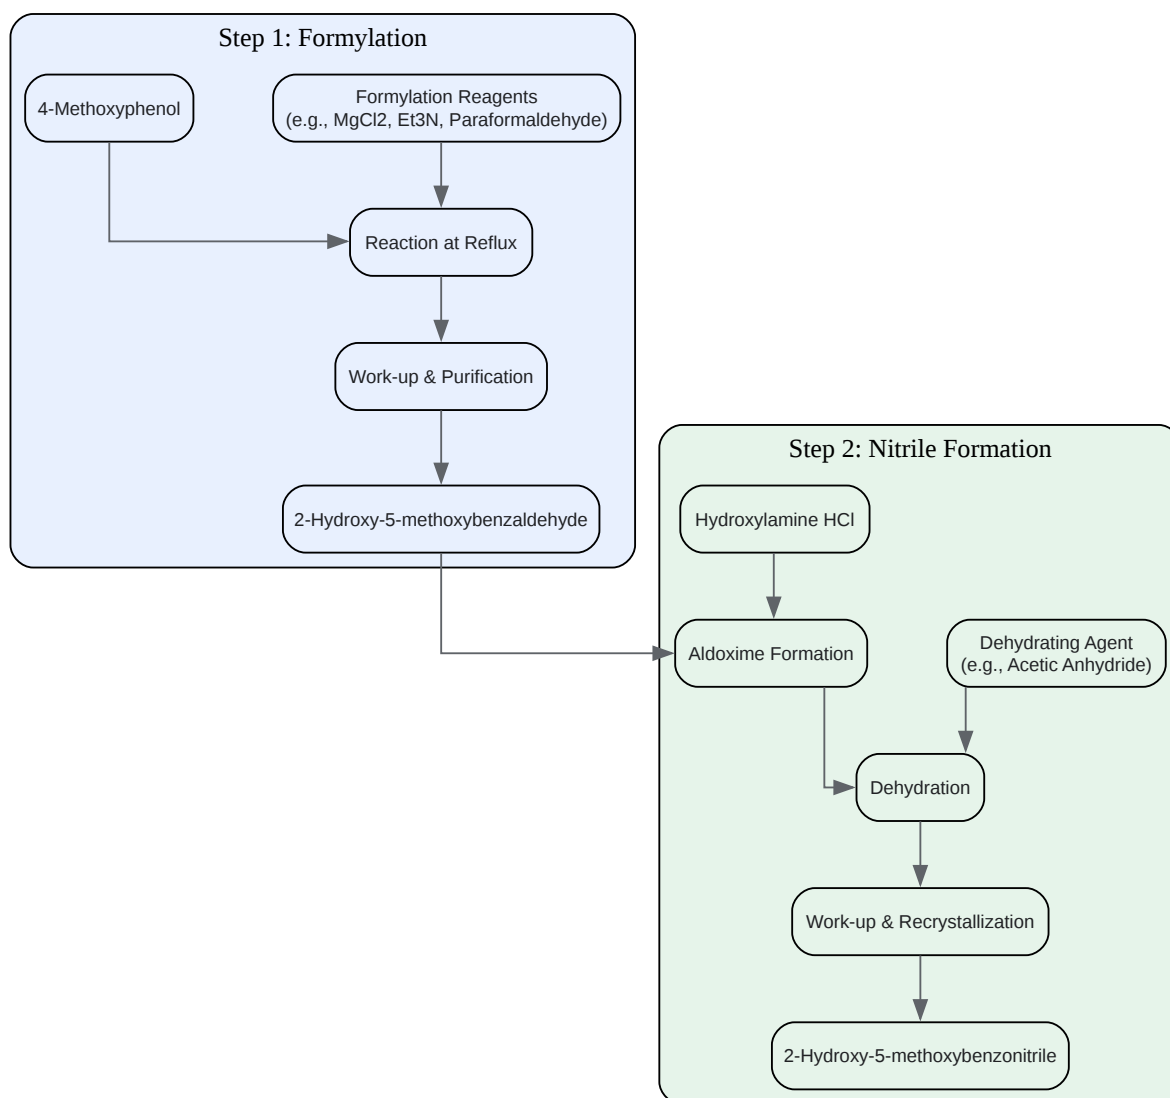 Step 1: Formylation
4-Methoxyphenol
Formylation Reagents
(e.g., MgCl2, Et3N, Paraformaldehyde)
Reaction at Reflux
Work-up & Purification
2-Hydroxy-5-methoxybenzaldehyde
Step 2: Nitrile Formation
Hydroxylamine HCl
Aldoxime Formation
Dehydrating Agent
(e.g., Acetic Anhydride)
Dehydration
Work-up & Recrystallization
2-Hydroxy-5-methoxybenzonitrile